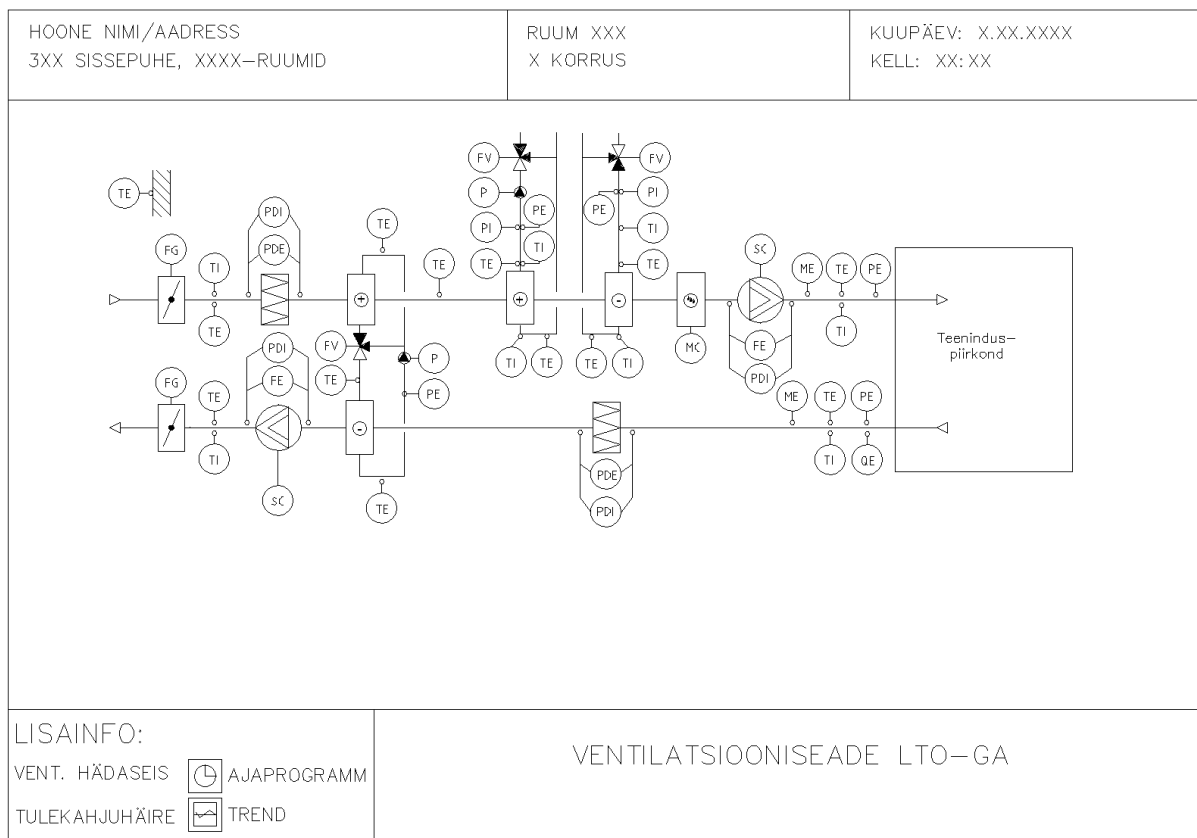 HOONE NIMI/AADRESS
3XX SISSEPUHE, XXXX-RUUMID
RUUM XXX
X KORRUS
KUUPÄEV: X.XX.XXXX
KELL: XX:XX
FV
FV
TE
P
PE
PI
PDI
PI
PE
TE
TI
TI
FG
PDE
TE
TE
TE
SC
TI
TE
ME
TE
PE
TE
PDI
FV
P
TI
TE
TE
TI
MC
FE
TI
Teenindus-
piirkond
FG
TE
FE
TE
PE
PDI
ME
TE
PE
TI
TI
QE
PDE
SC
TE
PDI
LISAINFO:
VENT. HÄDASEIS
AJAPROGRAMM
TULEKAHJUHÄIRE
TREND
VENTILATSIOONISEADE LTO-GA